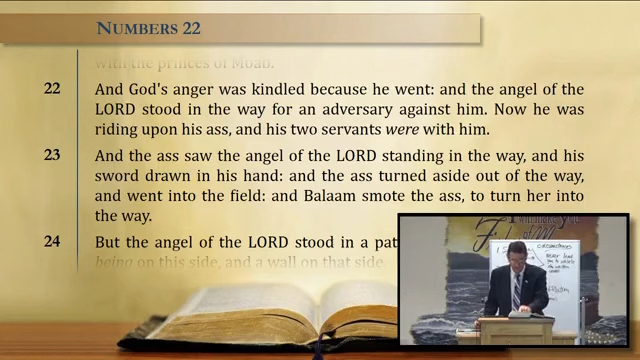 NUMBERS 22
with the princes of Moab.
22 And God's anger was kindled because he went: and the angel of the
LORD stood in the way for an adversary against him. Now he was
riding upon his ass, and his two servants were with him.
23 And the ass saw the angel of the LORD standing in the way, and his
sword drawn in his hand: and the ass turned aside out of the way,
and went into the field: and Balaam smote the ass, to turn her into
the way.
24 But the angel of the LORD stood in a pat
being on this side, and a wall on that side.